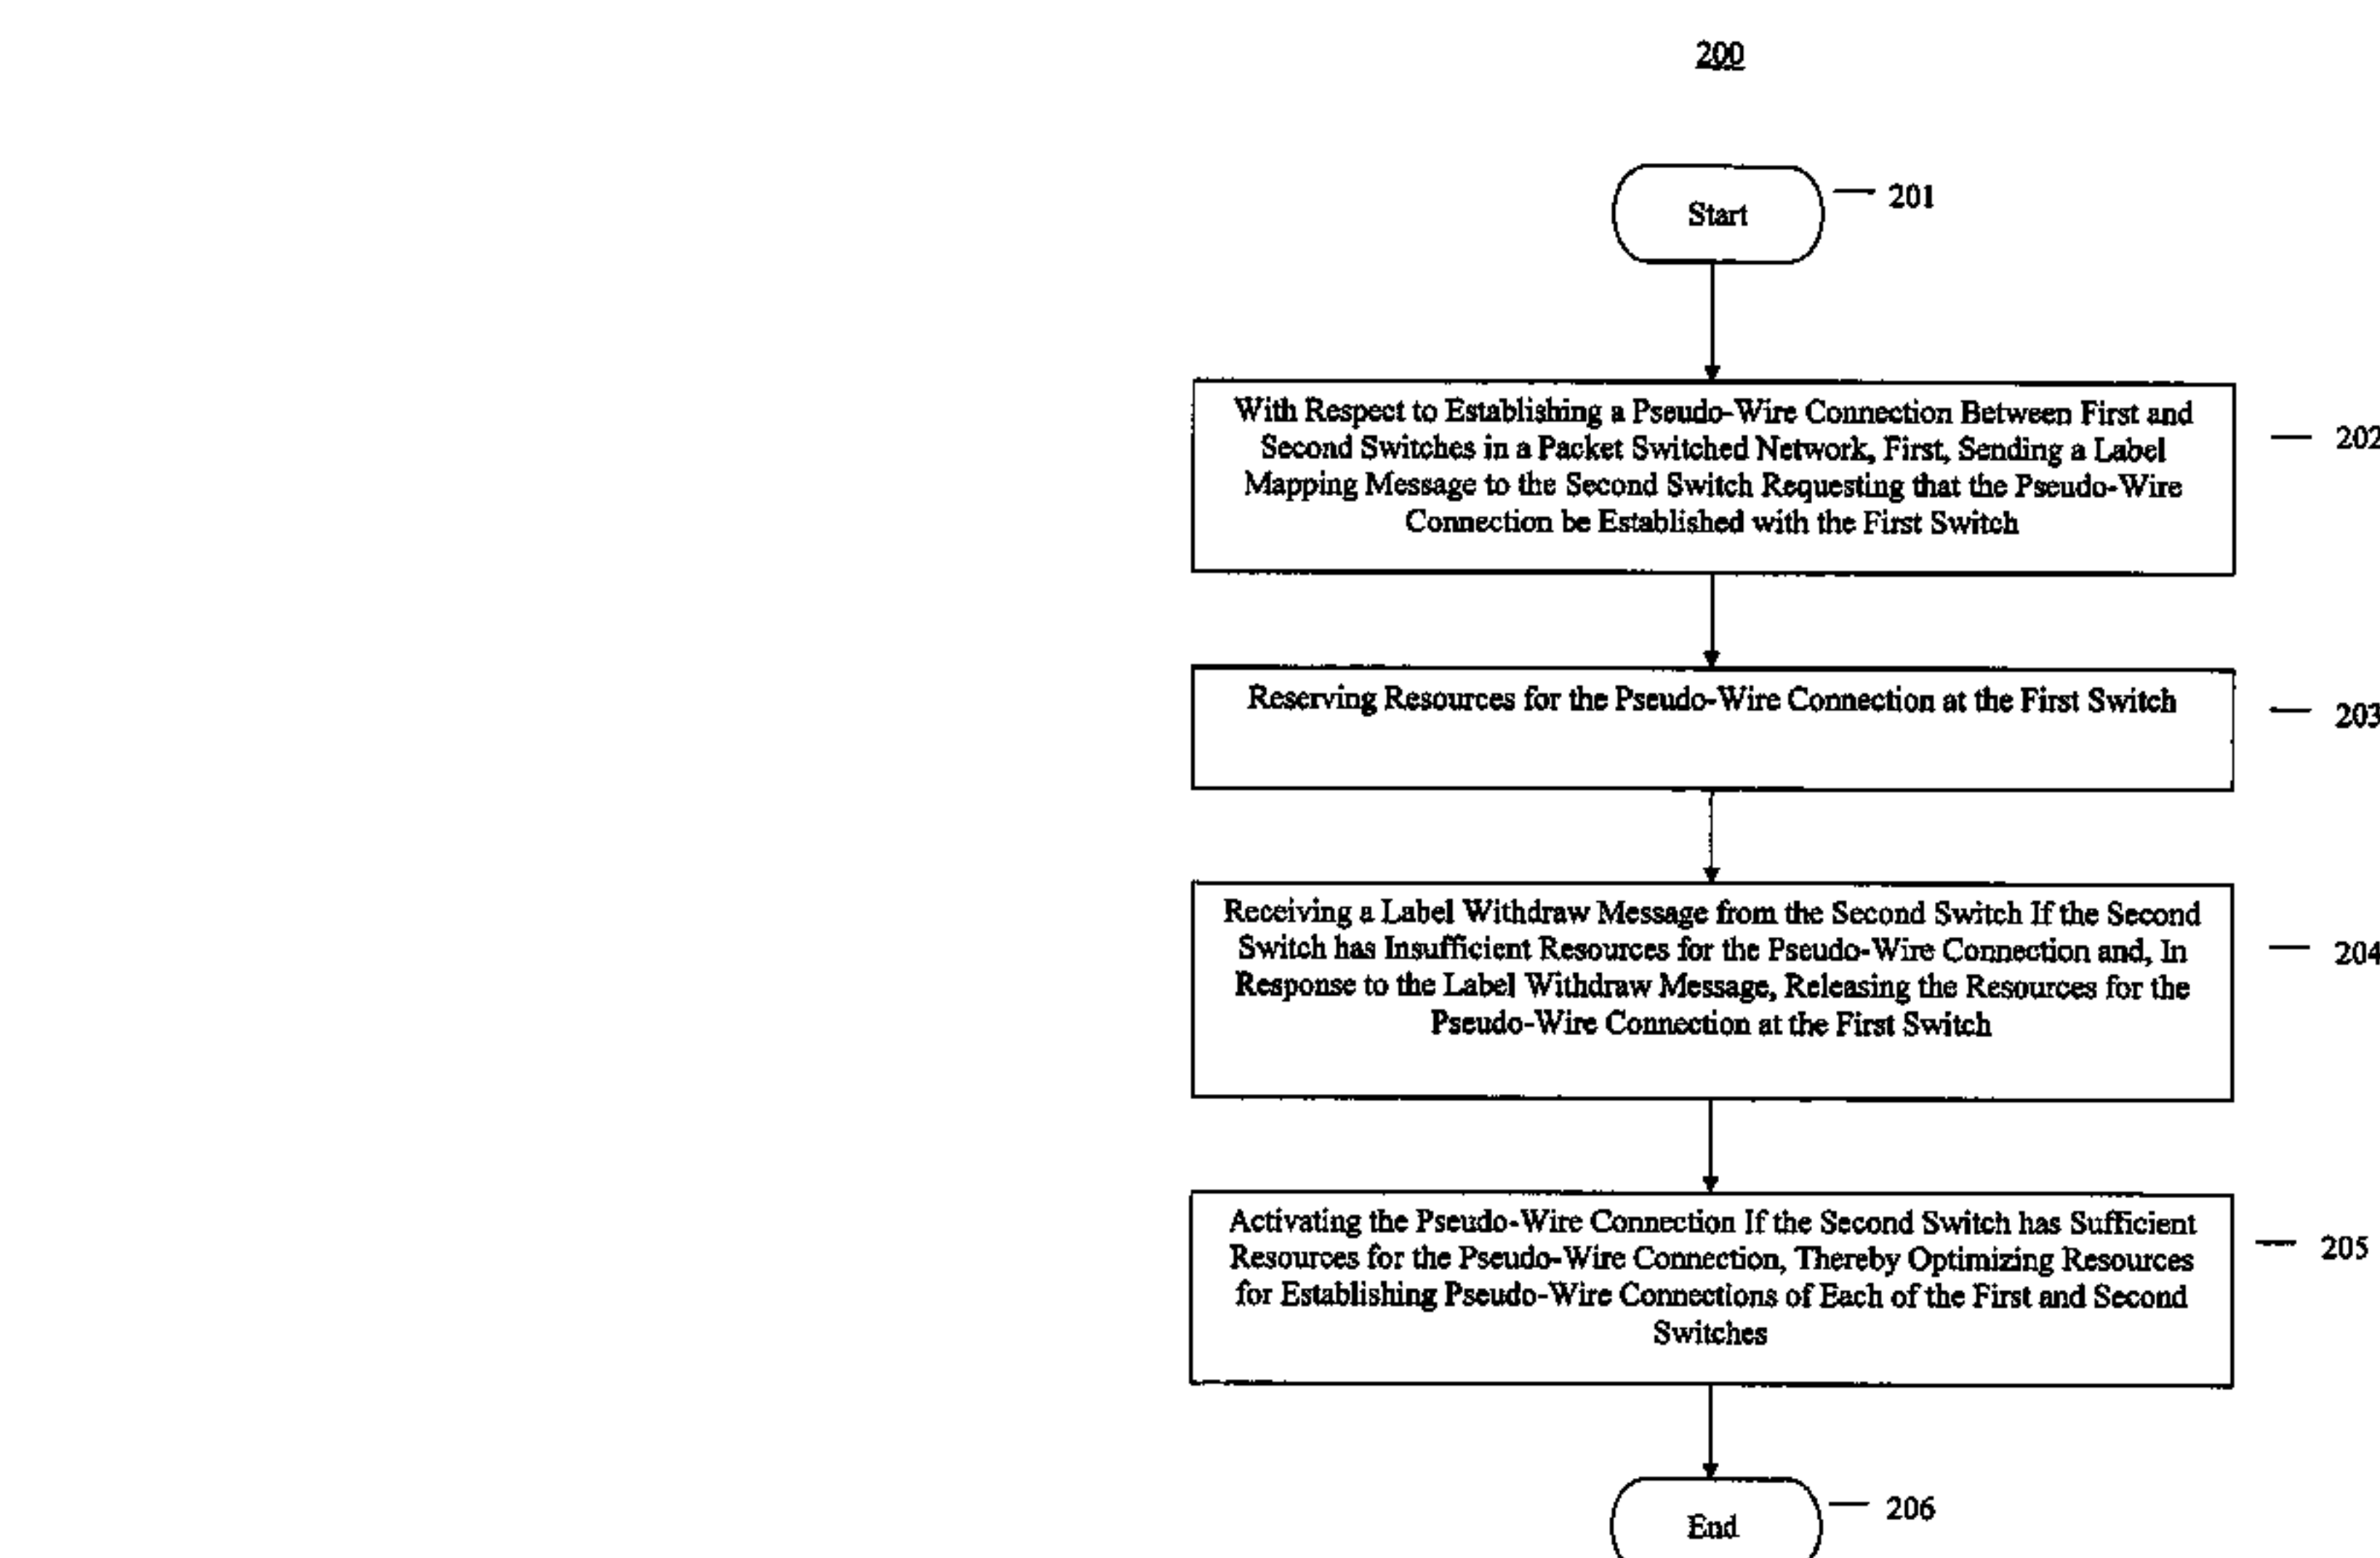 200
Start
201
With Respect to Establishing a Pseudo-Wire Connection Between First and
Second Switches in a Packet Switched Network, First, Sending a Label
Mapping Message to the Second Switch Requesting that the Pseudo-Wire
Connection be Established with the First Switch
202
Reserving Resources for the Pseudo-Wire Connection at the First Switch
203
Receiving a Label Withdraw Message from the Second Switch If the Second
Switch has Insufficient Resources for the Pseudo-Wire Connection and, In
Response to the Label Withdraw Message, Releasing the Resources for the
Pseudo-Wire Connection at the First Switch
204
Activating the Pseudo-Wire Connection If the Second Switch has Sufficient
Resources for the Pseudo-Wire Connection, Thereby Optimizing Resources
for Establishing Pseudo-Wire Connections of Each of the First and Second
Switches
205
End
206